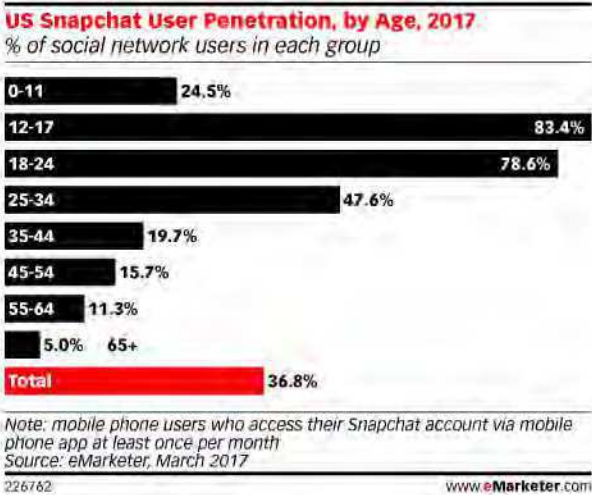 US Snapchat User Penetration, by Age, 2017
% of social network users in each group
0-11 24.5%
12-17 83.4%
18-24 78.6%
25-34 47.6%
35-44 19.7%
45-54 15.7%
55-64 11.3%
5.0% 65+
Total 36.8%
Note: mobile phone users who access their Snapchat account via mobile
phone app at least once per month
Source: eMarketer, March 2017
226762 www.eMarketer.com